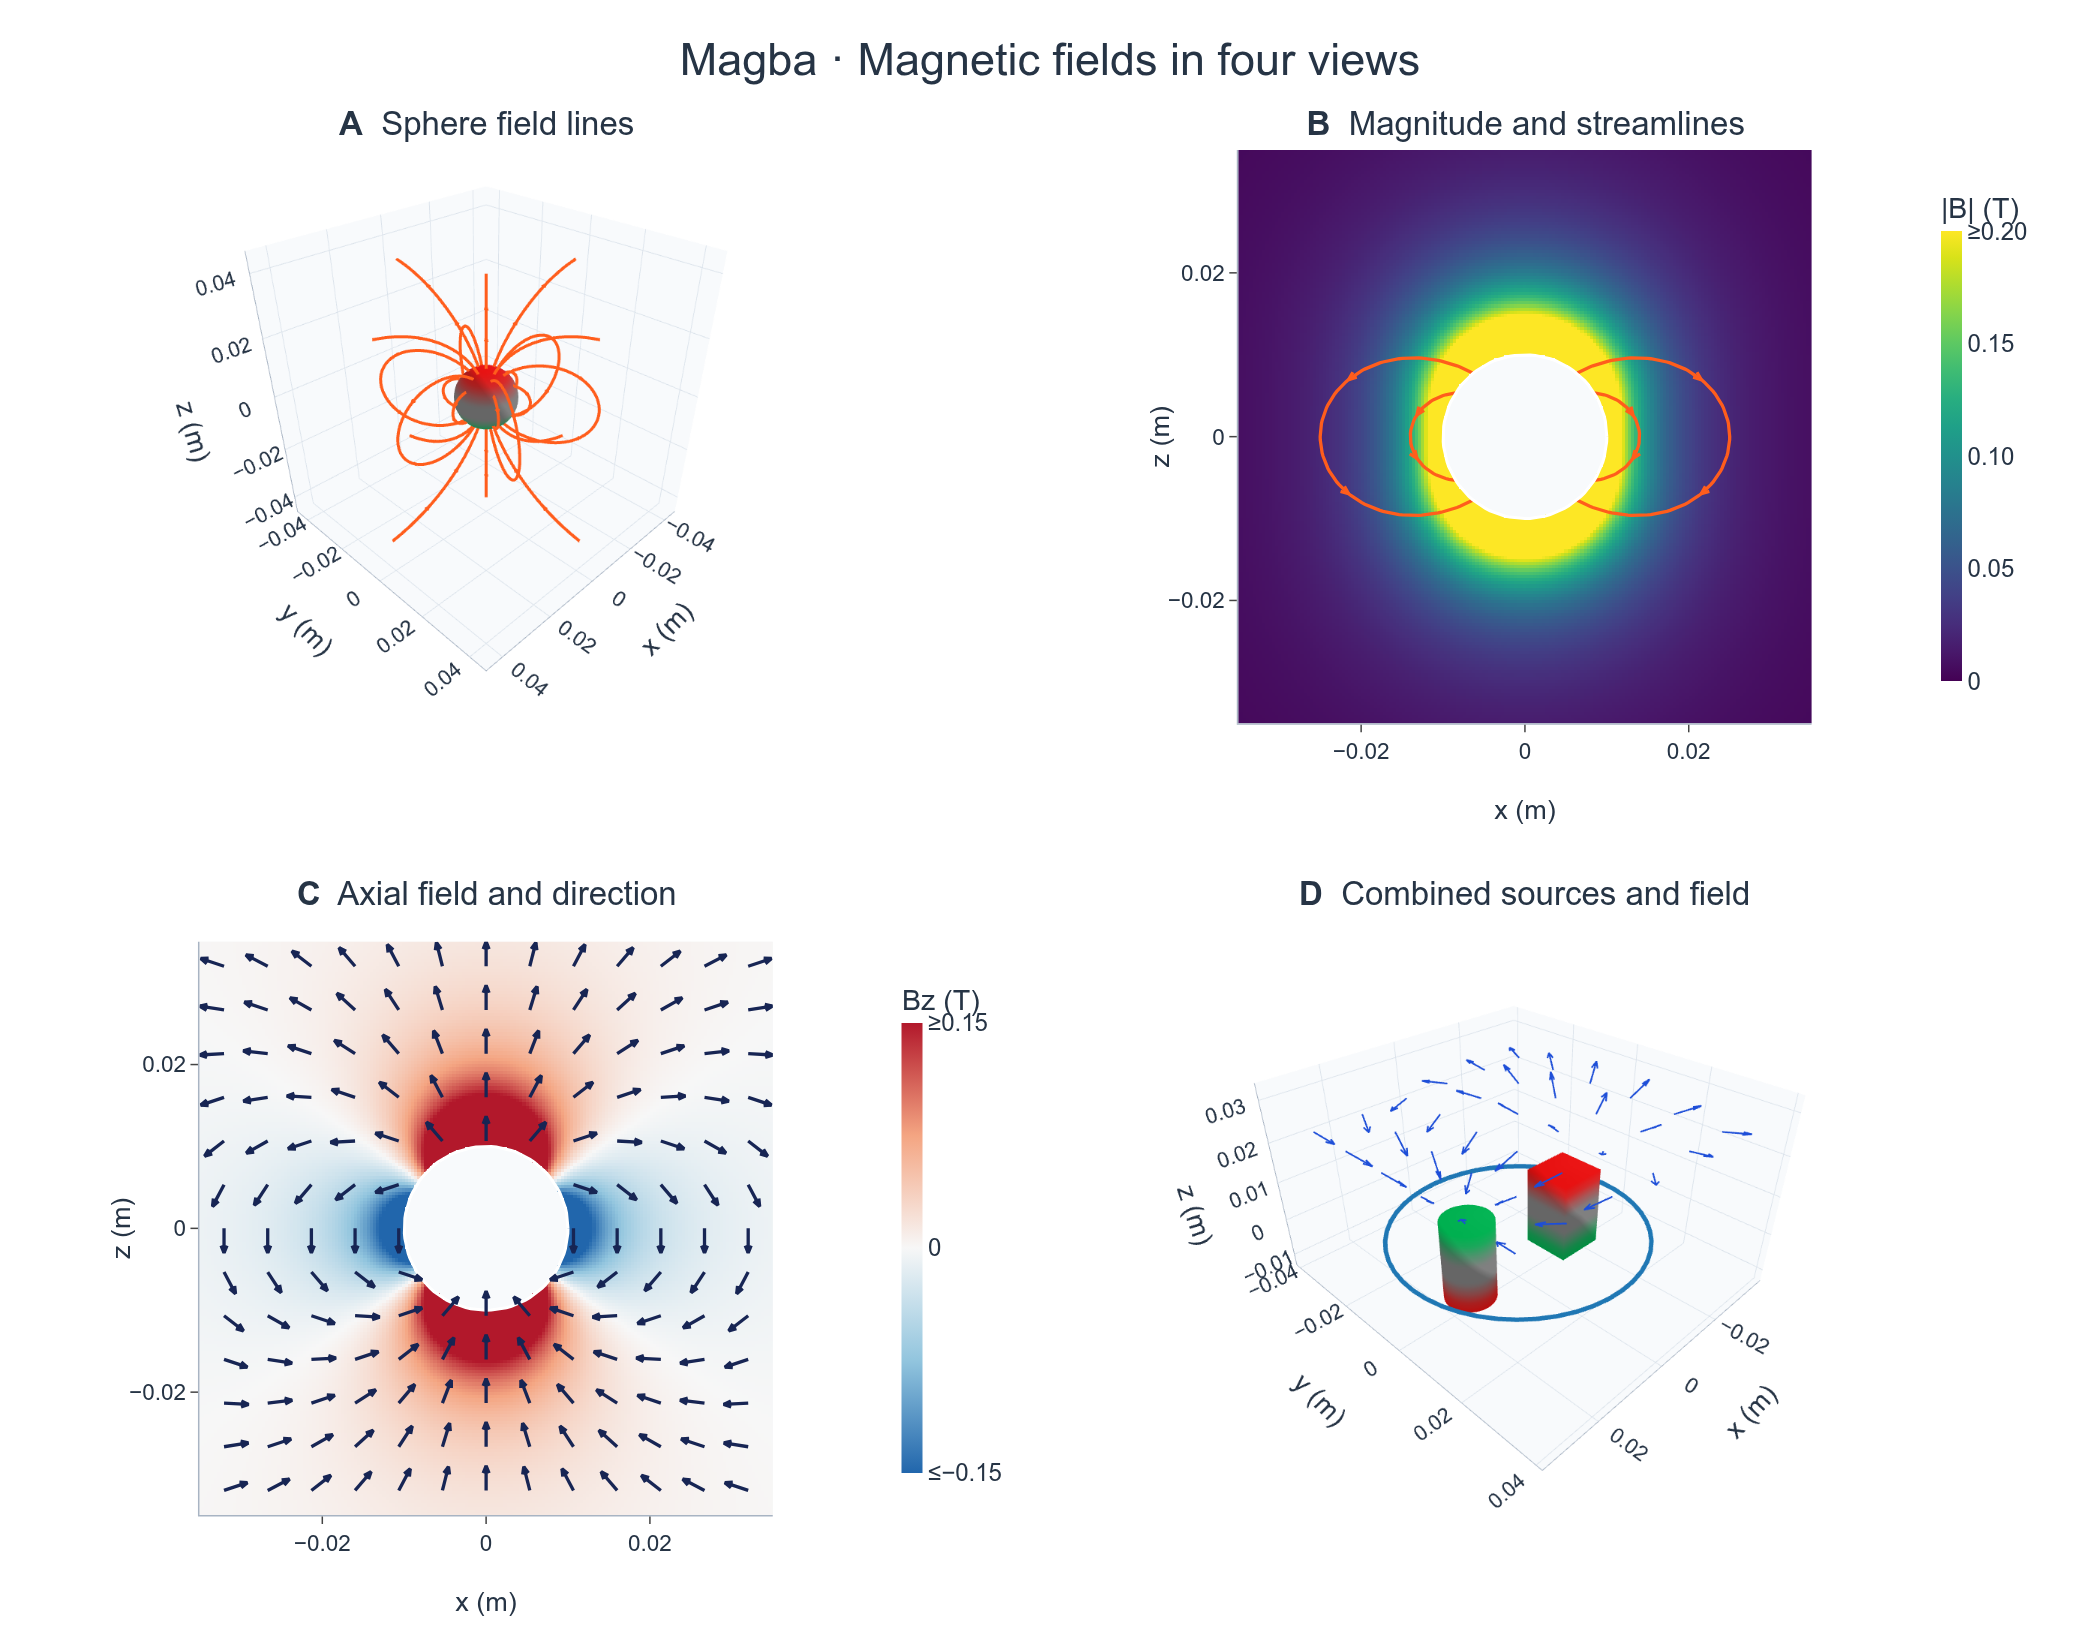 Magba · Magnetic fields in four views
A Sphere field lines
0.04
0.02
0
−0.02
−0.04
z (m)
−0.04
−0.02
0
0.02
0.04
y (m)
−0.04
−0.02
0
0.02
0.04
x (m)
B Magnitude and streamlines
0.02
0
−0.02
z (m)
−0.02
0
0.02
x (m)
|B| (T)
≥0.20
0.15
0.10
0.05
0
C Axial field and direction
0.02
0
−0.02
z (m)
−0.02
0
0.02
x (m)
Bz (T)
≥0.15
0
≤−0.15
D Combined sources and field
0.03
0.02
0.01
0
−0.01
z (m)
−0.04
−0.02
0
0.02
0.04
y (m)
−0.02
0
0.02
x (m)